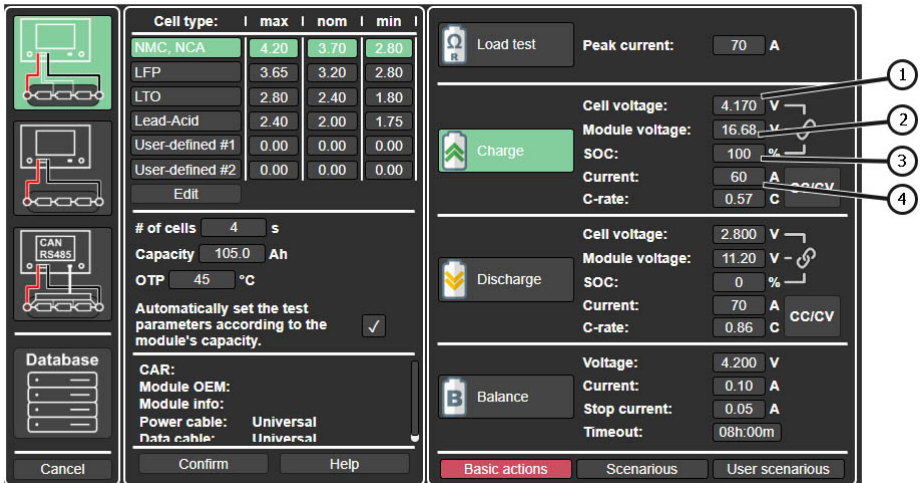 CAN
RS485
Database
Cancel
Cell type: max nom min
NMC, NCA 4.20 3.70 2.80
LFP 3.65 3.20 2.80
LTO 2.80 2.40 1.80
Lead-Acid 2.40 2.00 1.75
User-defined #1 0.00 0.00 0.00
User-defined #2 0.00 0.00 0.00
Edit
# of cells 4 s
Capacity 105.0 Ah
OTP 45 °C
Automatically set the test
parameters according to the
module's capacity.
CAR:
Module OEM:
Module info:
Power cable: Universal
Data cable: Universal
Confirm Help
Ω
R
Load test
Peak current: 70 A
Charge
Cell voltage: 4.170 V
Module voltage: 16.68 V
SOC: 100 %
Current: 60 A
C-rate: 0.57 C
CC/CV
Discharge
Cell voltage: 2.800 V
Module voltage: 11.20 V
SOC: 0 %
Current: 70 A
C-rate: 0.86 C
CC/CV
B
Balance
Voltage: 4.200 V
Current: 0.10 A
Stop current: 0.05 A
Timeout: 08h:00m
Basic actions Scenarious User scenarious
1
2
3
4